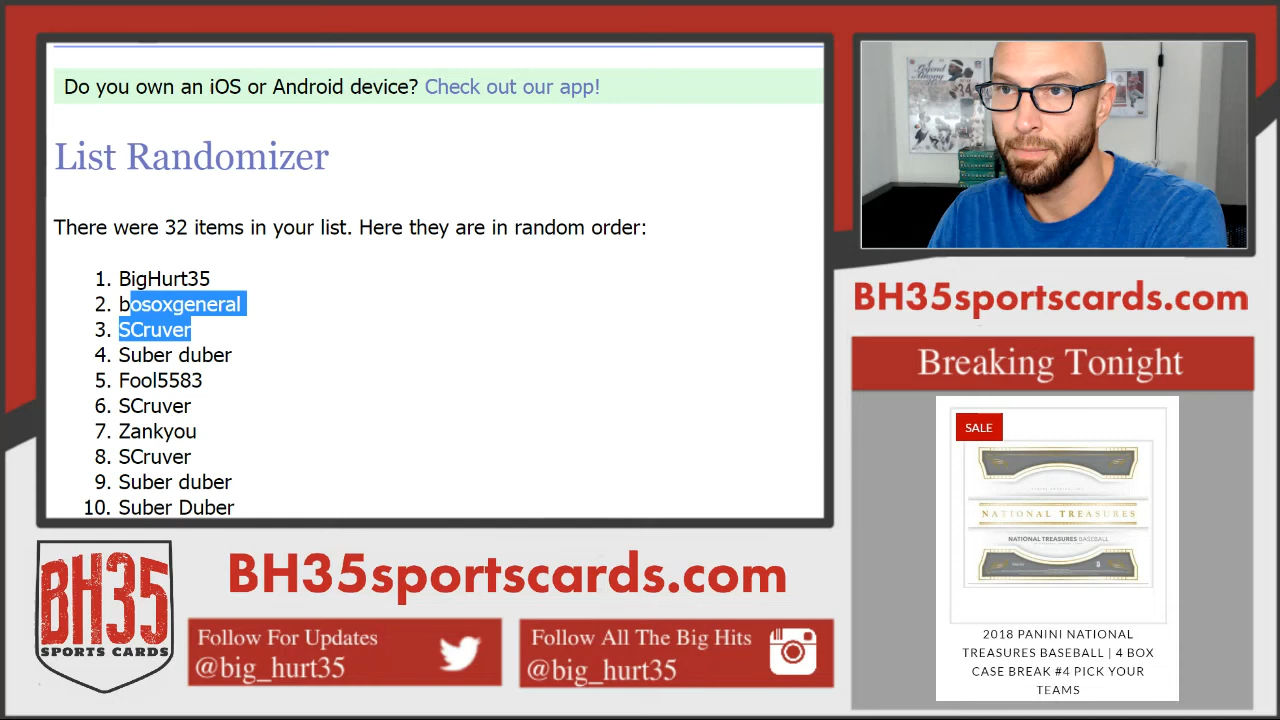 Do you own an iOS or Android device? Check out our app!
List Randomizer
There were 32 items in your list. Here they are in random order:
1. BigHurt35
2. bosoxgeneral
3. SCruver
4. Suber duber
5. Fool5583
6. SCruver
7. Zankyou
8. SCruver
9. Suber duber
10. Suber Duber
34
BH35sportscards.com
Breaking Tonight
SALE
NATIONAL TREASURES
NATIONAL TREASURES BASEBALL
2018 PANINI NATIONAL
TREASURES BASEBALL | 4 BOX
CASE BREAK #4 PICK YOUR
TEAMS
BH35
SPORTS CARDS
BH35sportscards.com
Follow For Updates
@big_hurt35
Follow All The Big Hits
@big_hurt35